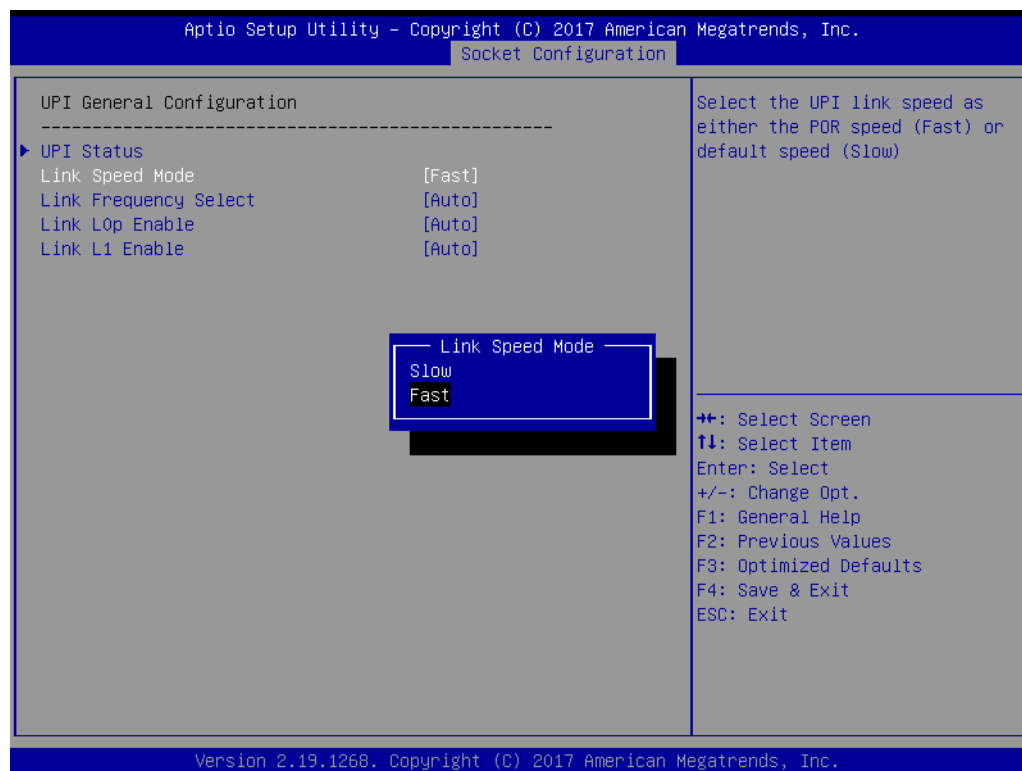 Aptio Setup Utility – Copyright (C) 2017 American Megatrends, Inc.
Socket Configuration
UPI General Configuration
--------------------------------------------------
UPI Status
Link Speed Mode [Fast]
Link Frequency Select [Auto]
Link L0p Enable [Auto]
Link L1 Enable [Auto]
Link Speed Mode
Slow
Fast
Select the UPI link speed as
either the POR speed (Fast) or
default speed (Slow)
→←: Select Screen
↑↓: Select Item
Enter: Select
+/-: Change Opt.
F1: General Help
F2: Previous Values
F3: Optimized Defaults
F4: Save & Exit
ESC: Exit
Version 2.19.1268. Copyright (C) 2017 American Megatrends, Inc.